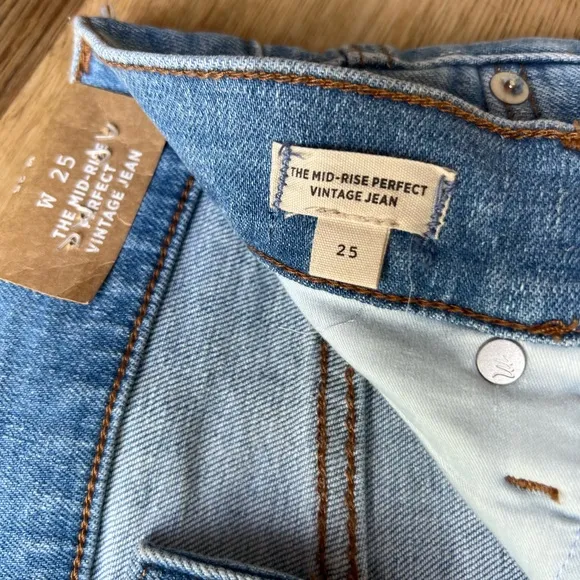 THE MID-RISE PERFECT
VINTAGE JEAN
25
W 25
THE MID-RISE
PERFECT
VINTAGE JEAN